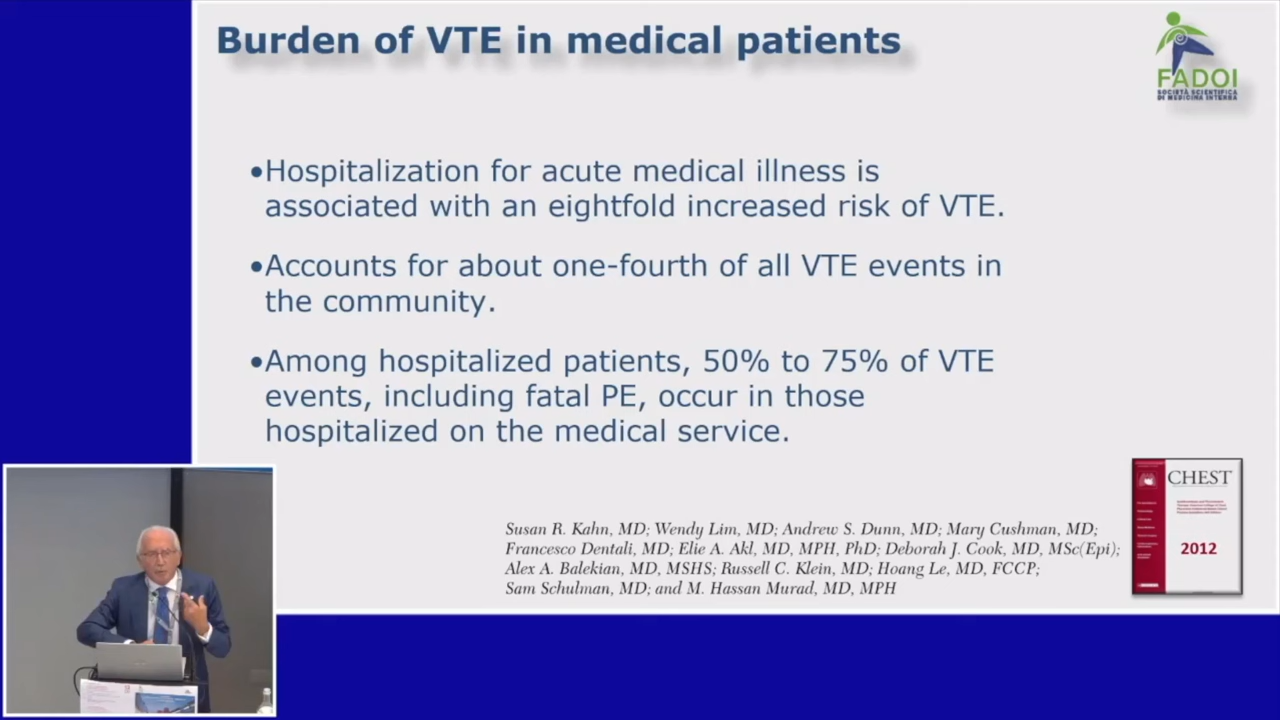 Burden of VTE in medical patients
FADOI
SOCIETÀ SCIENTIFICA
DI MEDICINA INTERNA
•Hospitalization for acute medical illness is
associated with an eightfold increased risk of VTE.
•Accounts for about one-fourth of all VTE events in
the community.
•Among hospitalized patients, 50% to 75% of VTE
events, including fatal PE, occur in those
hospitalized on the medical service.
Susan R. Kahn, MD; Wendy Lim, MD; Andrew S. Dunn, MD; Mary Cushman, MD;
Francesco Dentali, MD; Elie A. Akl, MD, MPH, PhD; Deborah J. Cook, MD, MSc(Epi);
Alex A. Balekian, MD, MSHS; Russell C. Klein, MD; Hoang Le, MD, FCCP;
Sam Schulman, MD; and M. Hassan Murad, MD, MPH
CHEST
2012